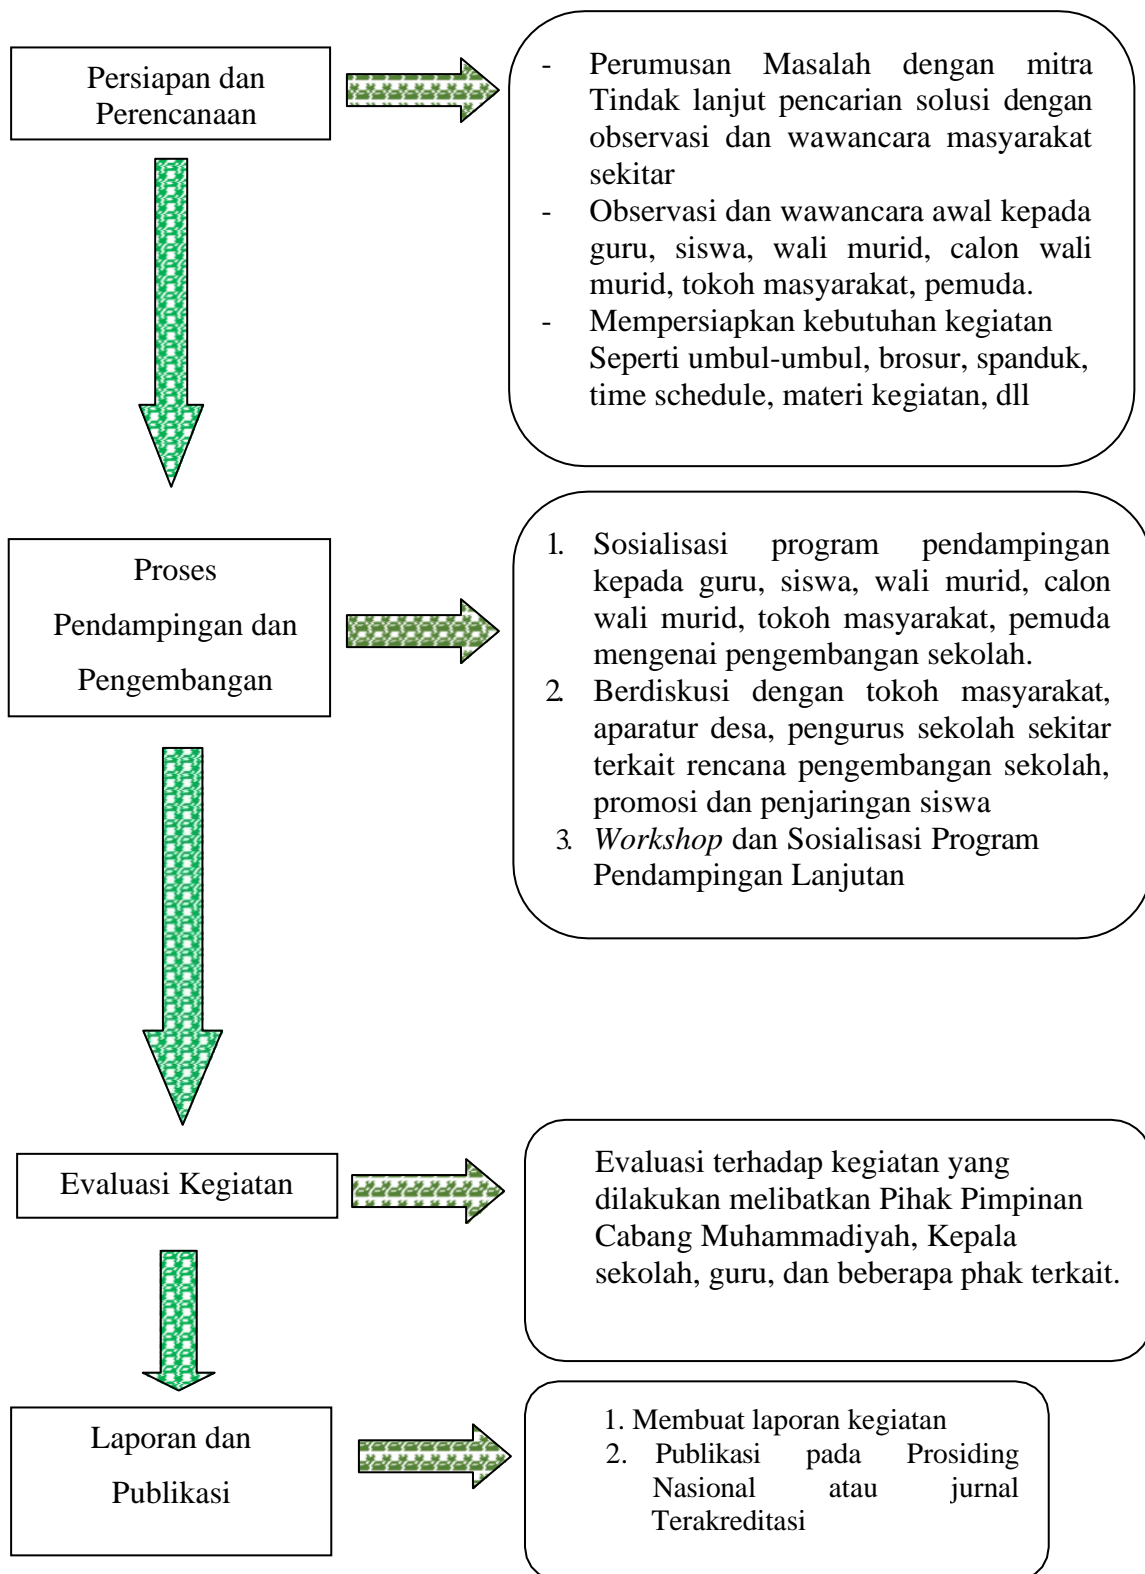 Persiapan dan
Perencanaan
- Perumusan Masalah dengan mitra
Tindak lanjut pencarian solusi dengan
observasi dan wawancara masyarakat
sekitar
- Observasi dan wawancara awal kepada
guru, siswa, wali murid, calon wali
murid, tokoh masyarakat, pemuda.
- Mempersiapkan kebutuhan kegiatan
Seperti umbul-umbul, brosur, spanduk,
time schedule, materi kegiatan, dll
Proses
Pendampingan dan
Pengembangan
1. Sosialisasi program pendampingan
kepada guru, siswa, wali murid, calon
wali murid, tokoh masyarakat, pemuda
mengenai pengembangan sekolah.
2. Berdiskusi dengan tokoh masyarakat,
aparatur desa, pengurus sekolah sekitar
terkait rencana pengembangan sekolah,
promosi dan penjaringan siswa
3. Workshop dan Sosialisasi Program
Pendampingan Lanjutan
Evaluasi Kegiatan
Evaluasi terhadap kegiatan yang
dilakukan melibatkan Pihak Pimpinan
Cabang Muhammadiyah, Kepala
sekolah, guru, dan beberapa phak terkait.
Laporan dan
Publikasi
1. Membuat laporan kegiatan
2. Publikasi pada Prosiding
Nasional atau jurnal
Terakreditasi